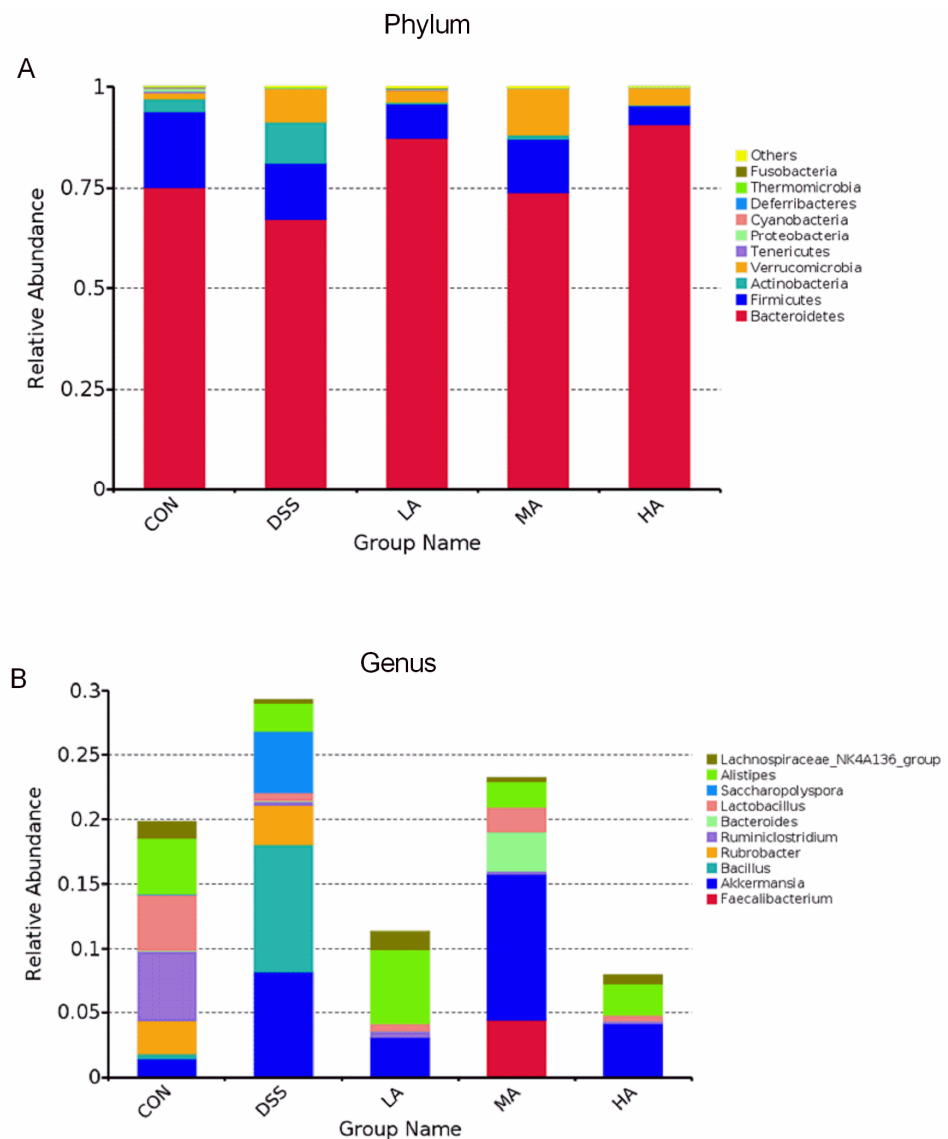 Phylum
A
1
0.75
0.5
0.25
0
Relative Abundance
CON
DSS
LA
MA
HA
Group Name
Others
Fusobacteria
Thermomicrobia
Deferribacteres
Cyanobacteria
Proteobacteria
Tenericutes
Verrucomicrobia
Actinobacteria
Firmicutes
Bacteroidetes
Genus
B
0.3
0.25
0.2
0.15
0.1
0.05
0
Relative Abundance
CON
DSS
LA
MA
HA
Group Name
Lachnospiraceae_NK4A136_group
Alistipes
Saccharopolyspora
Lactobacillus
Bacteroides
Ruminiclostridium
Rubrobacter
Bacillus
Akkermansia
Faecalibacterium